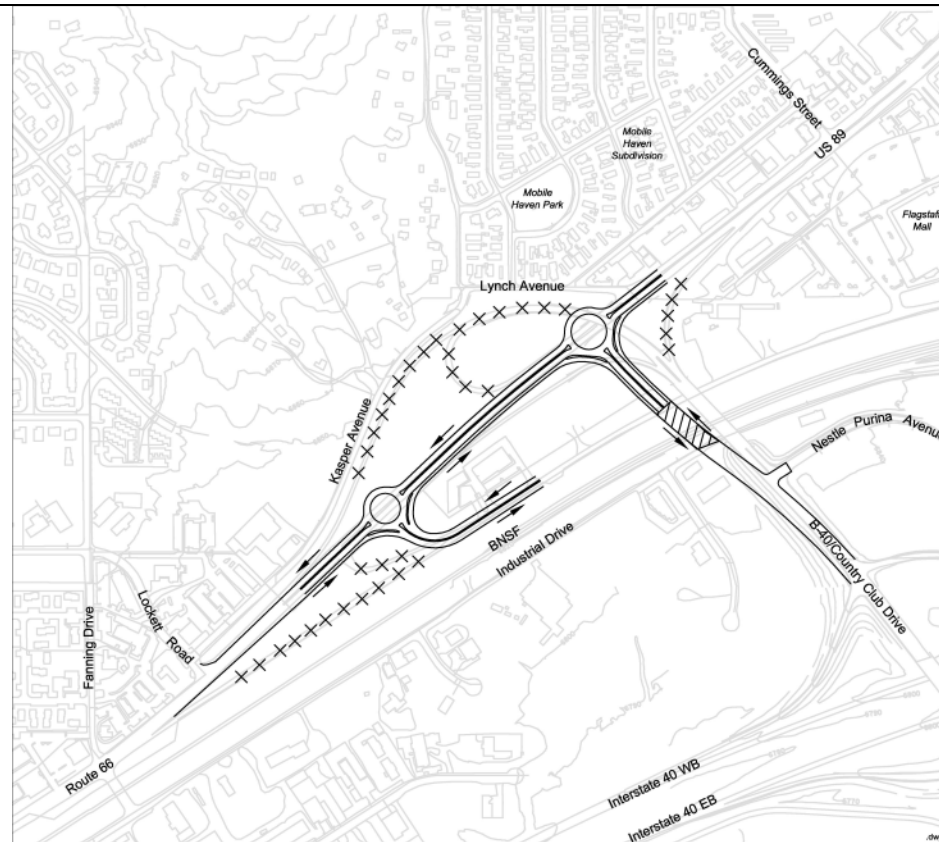 Cummings Street
US 89
Mobile
Haven
Subdivision
Mobile
Haven Park
Flagstaff
Mall
Lynch Avenue
Kasper Avenue
Nestle Purina Avenue
BNSF
Industrial Drive
B-40/Country Club Drive
Lockett Road
Fanning Drive
Route 66
Interstate 40 WB
Interstate 40 EB
.dw